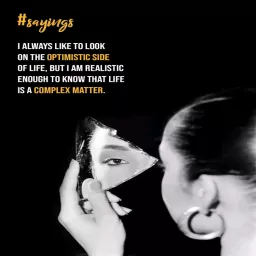 #sayings
I ALWAYS LIKE TO LOOK
ON THE OPTIMISTIC SIDE
OF LIFE, BUT I AM REALISTIC
ENOUGH TO KNOW THAT LIFE
IS A COMPLEX MATTER.